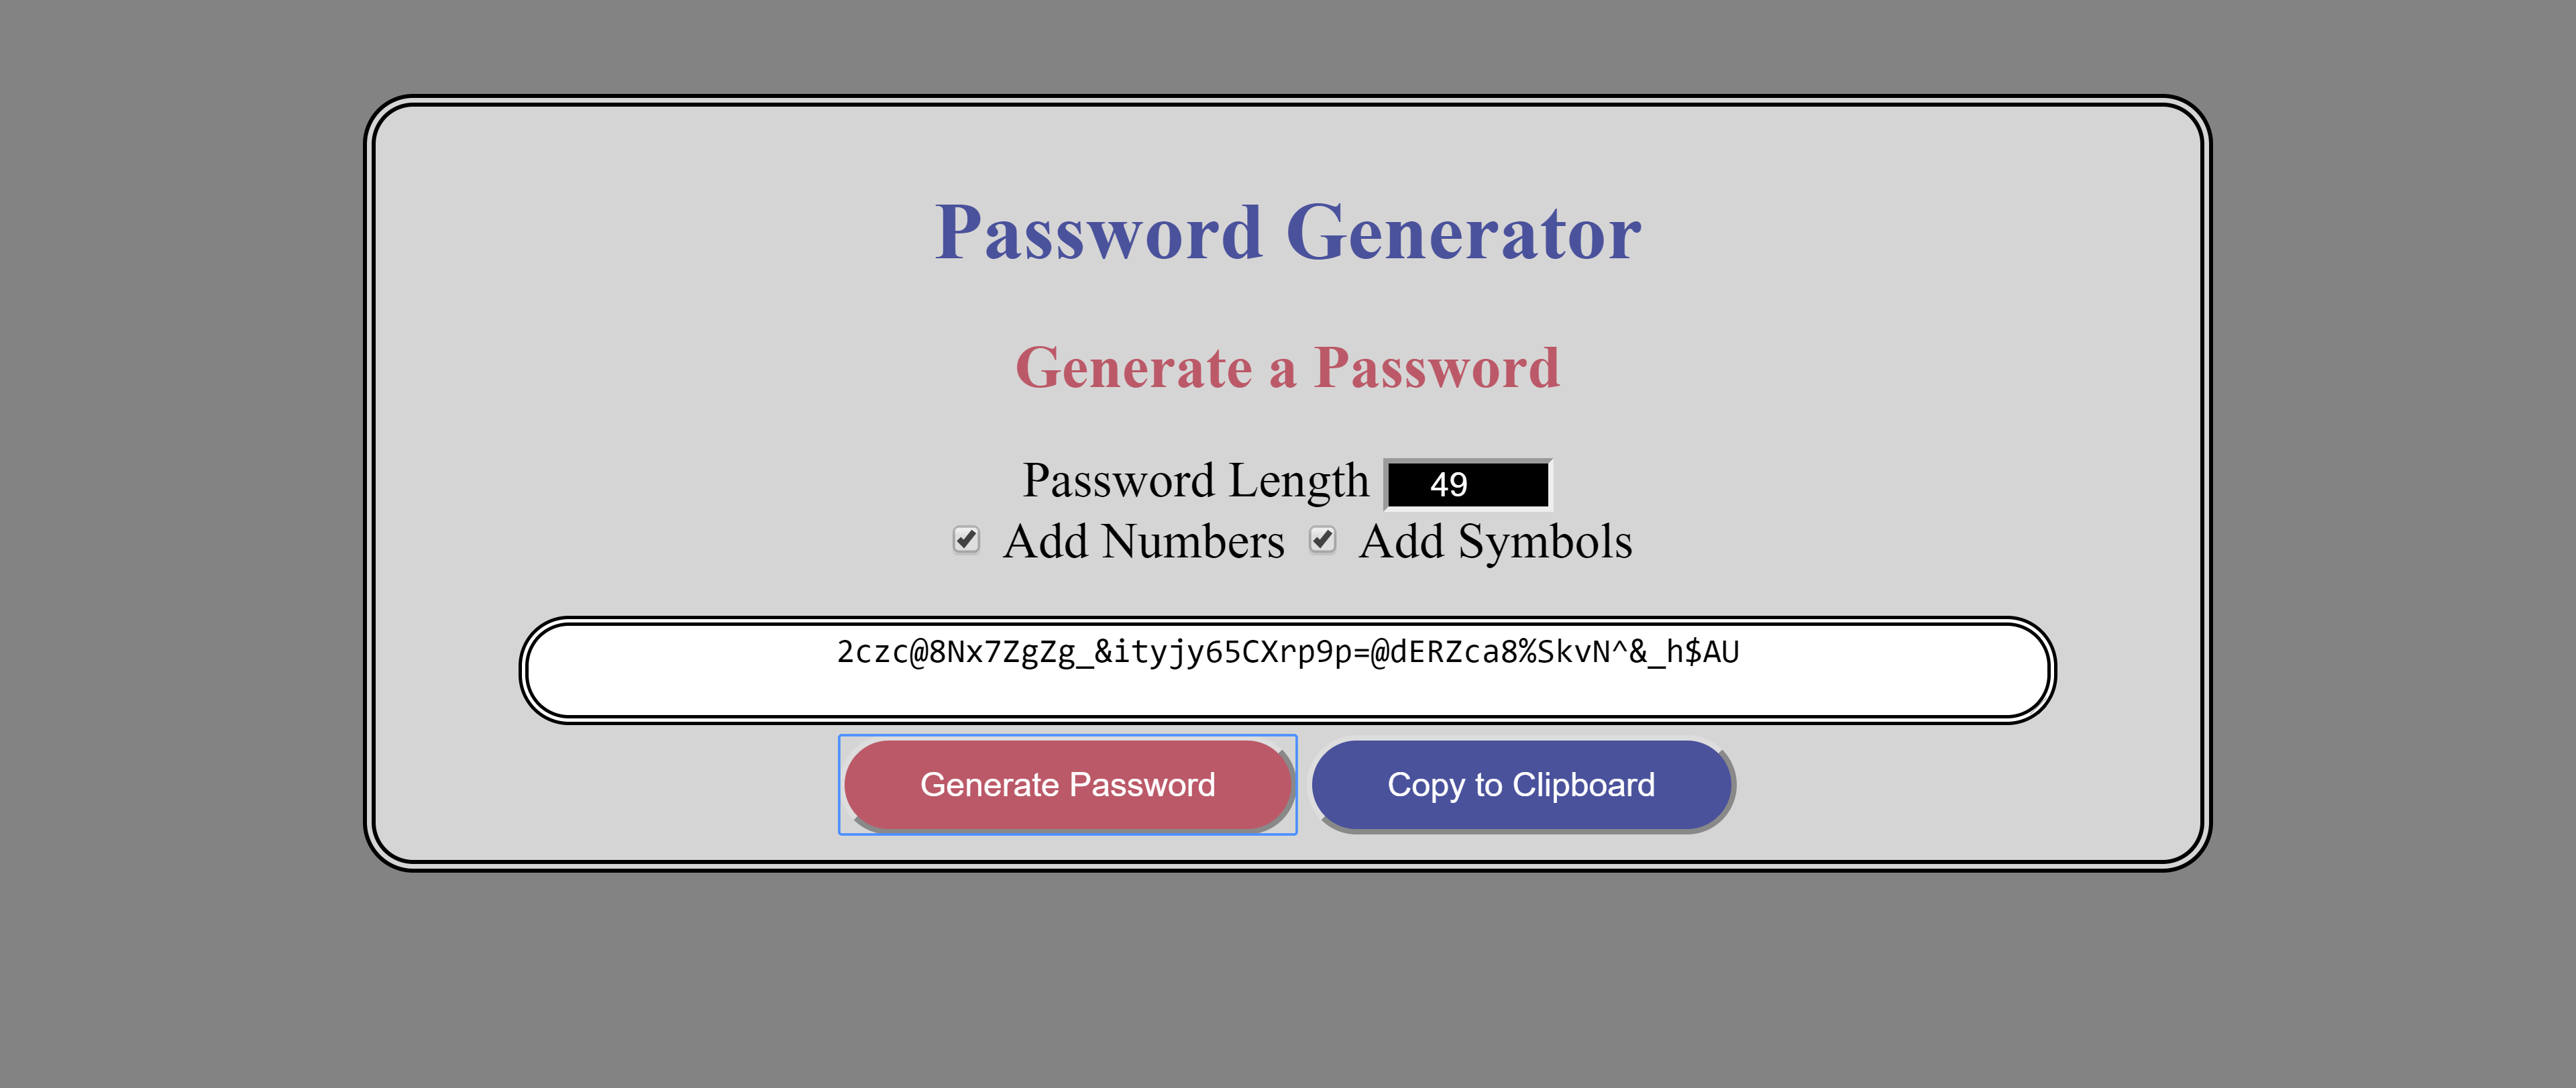 Password Generator
Generate a Password
Password Length 49
Add Numbers Add Symbols
2czc@8Nx7ZgZg_&ityjy65CXrp9p=@dERZca8%SkvN^&_h$AU
Generate Password Copy to Clipboard